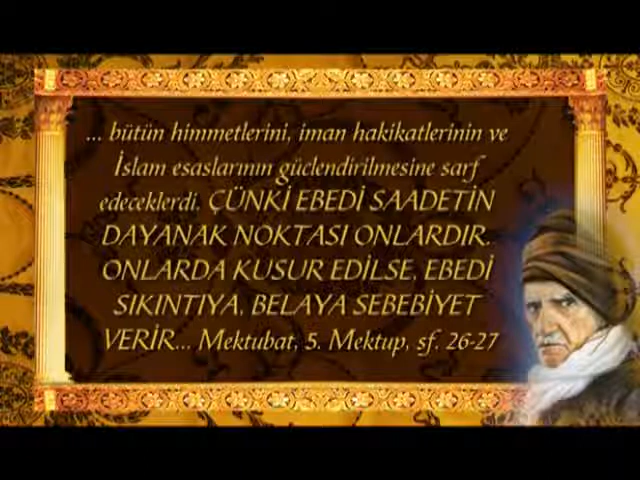 ... bütün himmetlerini, iman hakikatlerinin ve
İslam esaslarının güclendirilmesine sarf
edeceklerdi. ÇÜNKİ EBEDİ SAADETİN
DAYANAK NOKTASI ONLARDIR.
ONLARDA KUSUR EDİLSE, EBEDİ
SIKINTIYA, BELAYA SEBEBİYET
VERİR... Mektubat, 5. Mektup, sf. 26-27